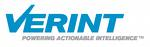 VERINT
POWERING ACTIONABLE INTELLIGENCE™